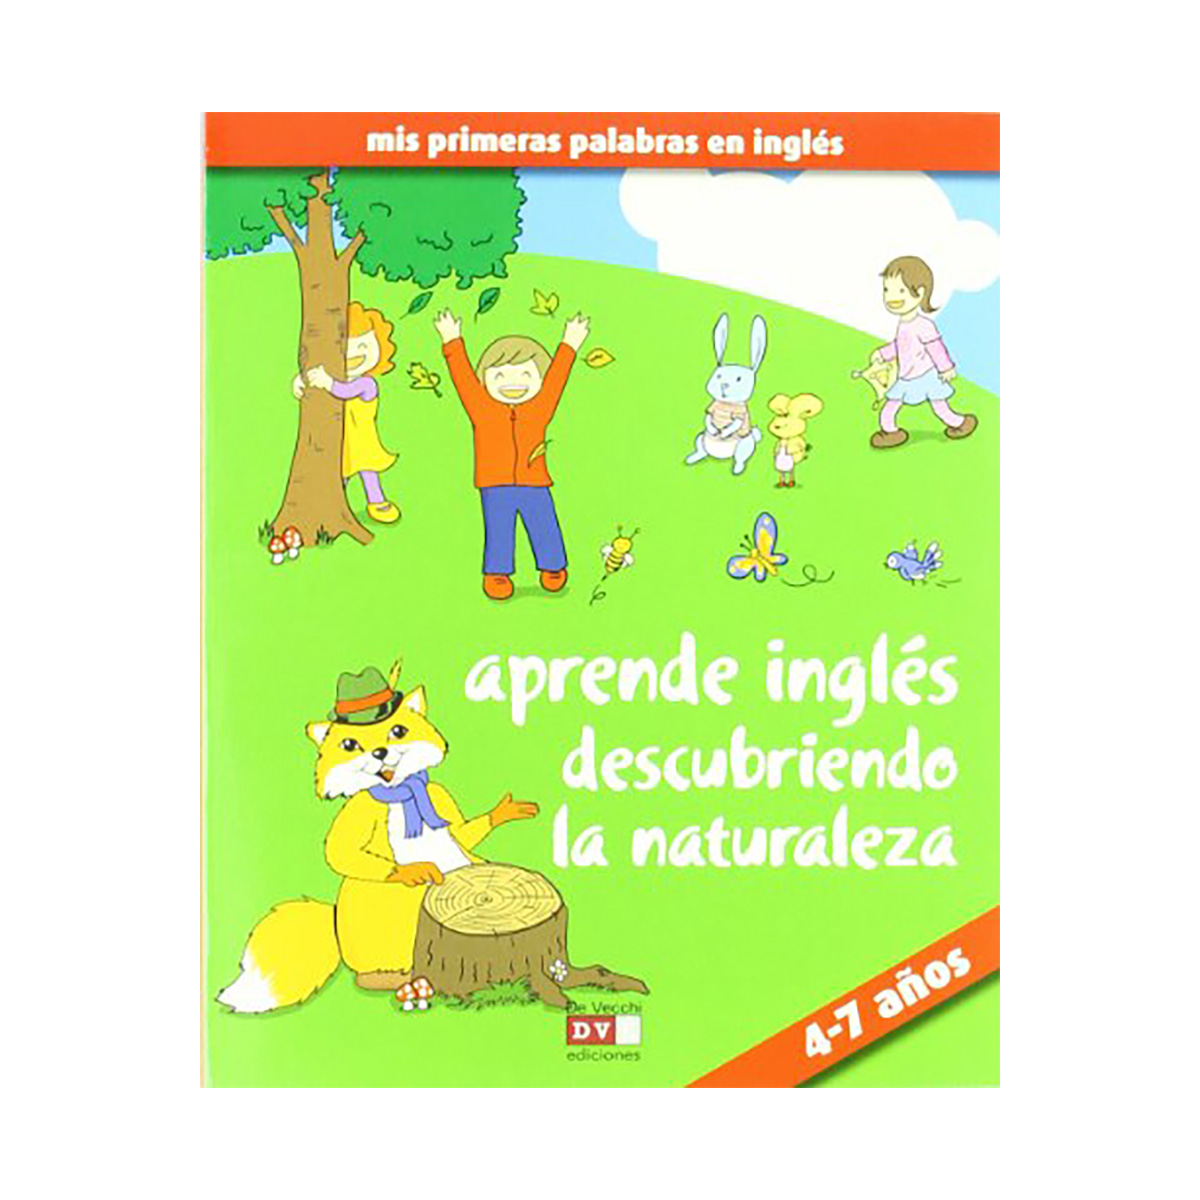 mis primeras palabras en inglés
aprende inglés
descubriendo
la naturaleza
4-7 años
De Vecchi
DV
ediciones